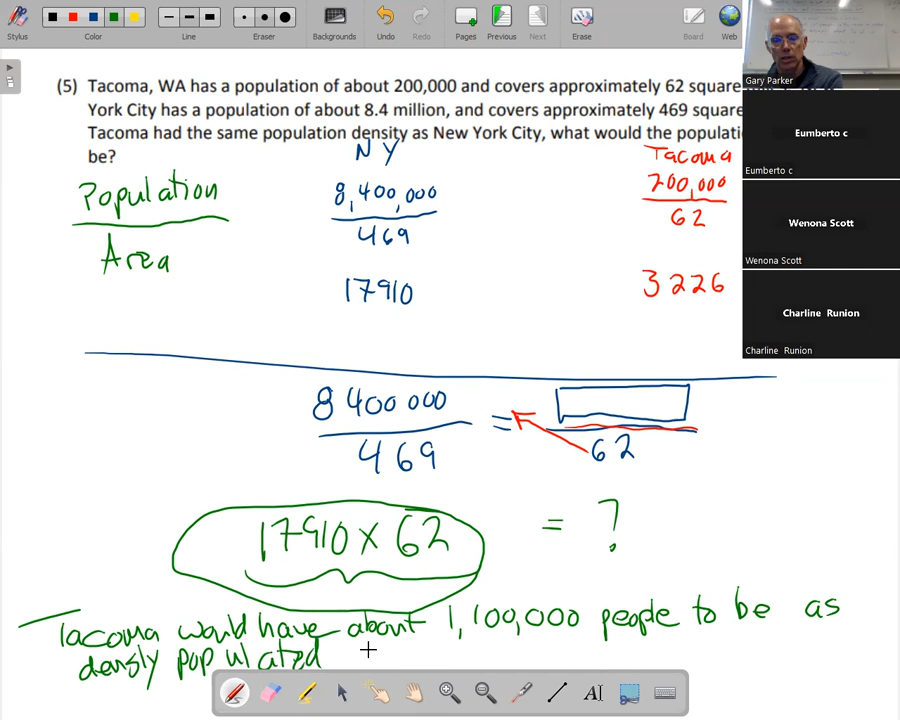 Stylus Color Line Eraser Backgrounds Undo Redo Pages Previous Next Erase Board Web
Gary Parker
(5) Tacoma, WA has a population of about 200,000 and covers approximately 62 square
York City has a population of about 8.4 million, and covers approximately 469 square
Tacoma had the same population density as New York City, what would the populati
be?
Eumberto c
Eumberto c
Wenona Scott
Wenona Scott
Charline Runion
Charline Runion
Population
Area
N Y
8,400,000
469
17910
Tacoma
200,000
62
3226
8 400 000
469
=
62
17910 x 62 = ?
Tacoma would have about 1,100,000 people to be as
densly populated